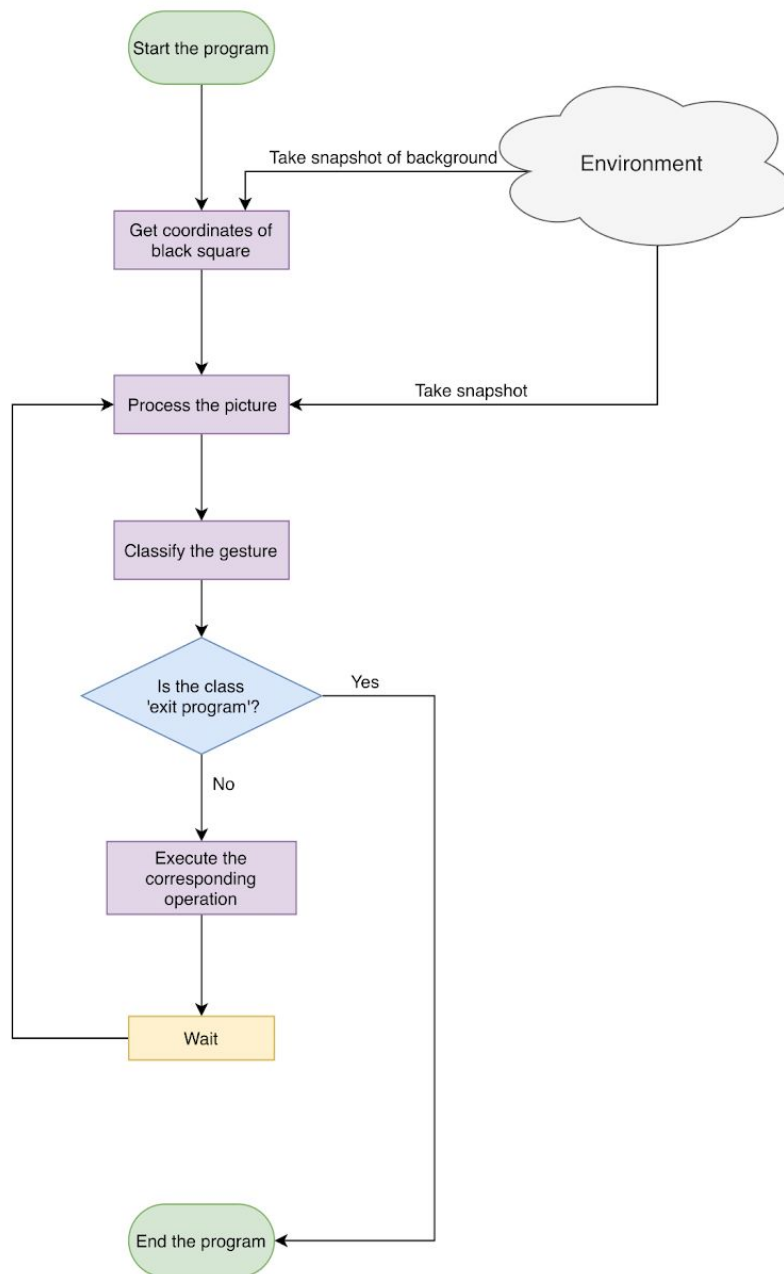 Start the program
Take snapshot of background
Environment
Get coordinates of
black square
Process the picture
Take snapshot
Classify the gesture
Is the class
'exit program'?
Yes
No
Execute the
corresponding
operation
Wait
End the program